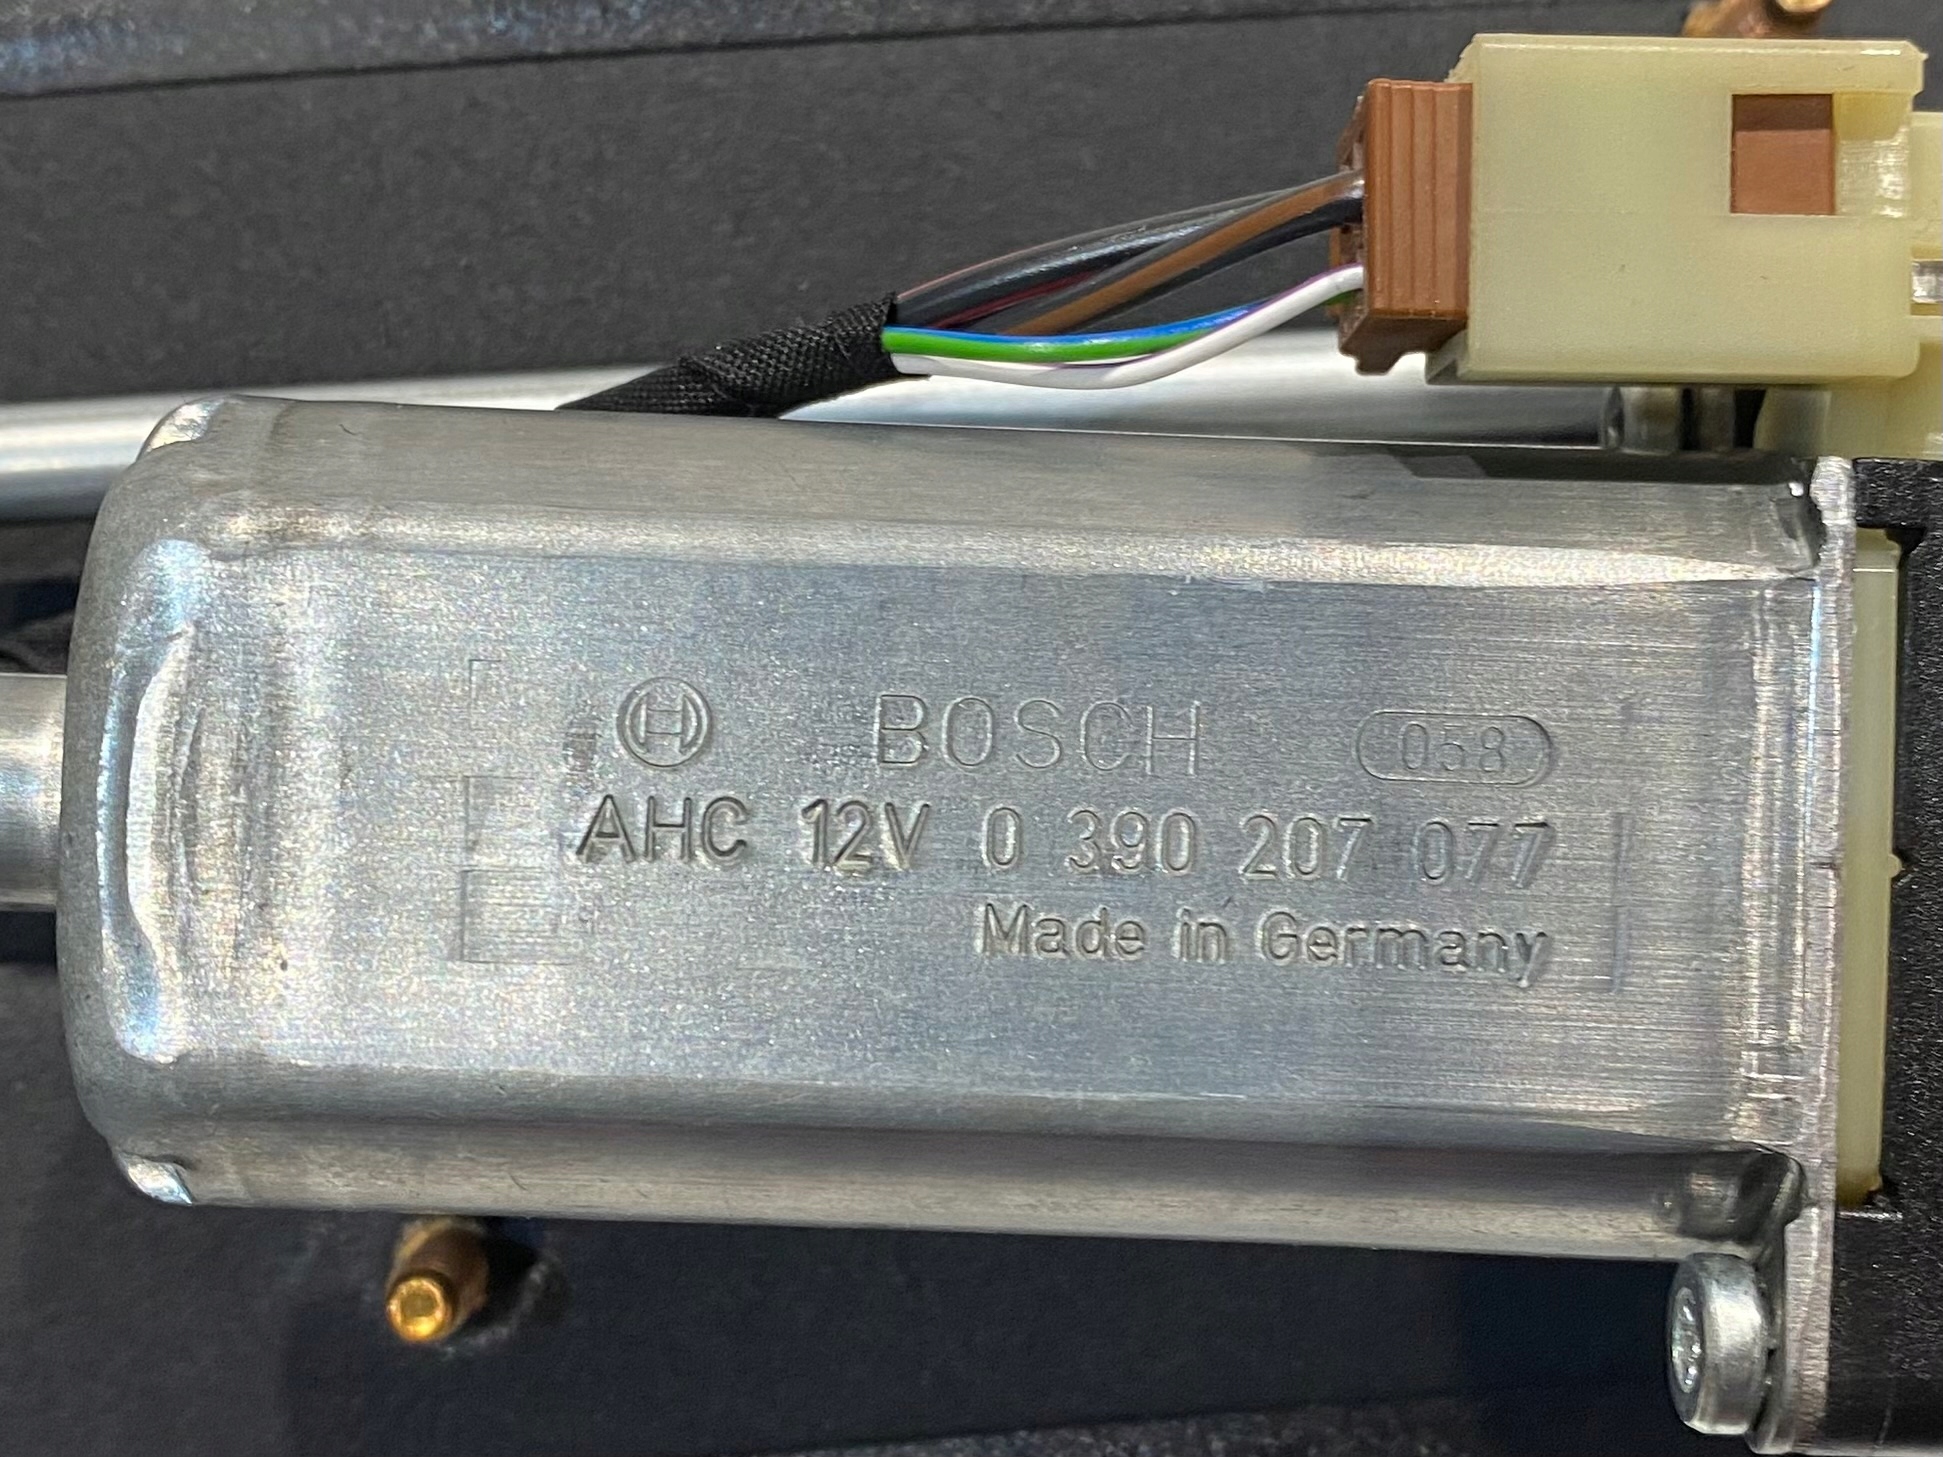 BOSCH 058
AHC 12V 0 390 207 077
Made in Germany